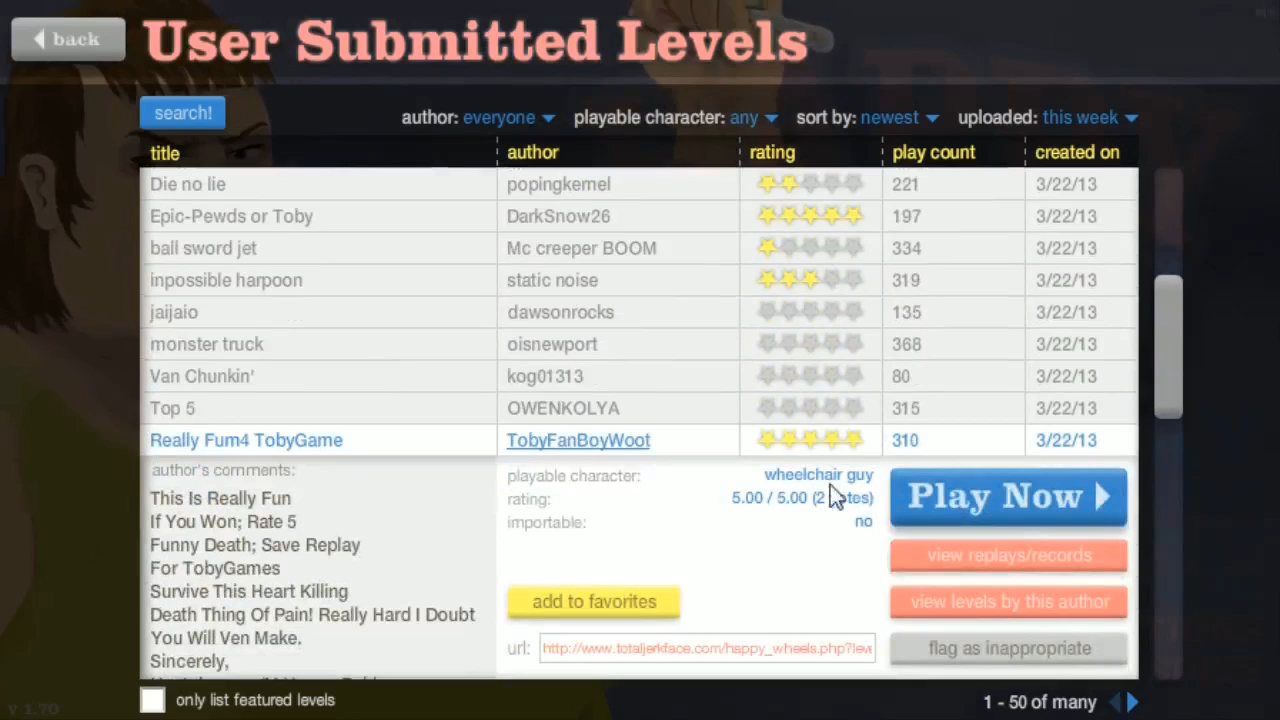 back
User Submitted Levels
search!
author: everyone playable character: any sort by: newest uploaded: this week
title author rating play count created on
Die no lie popingkernel 221 3/22/13
Epic-Pewds or Toby DarkSnow26 197 3/22/13
ball sword jet Mc creeper BOOM 334 3/22/13
inpossible harpoon static noise 319 3/22/13
jaijaio dawsonrocks 135 3/22/13
monster truck oisnewport 368 3/22/13
Van Chunkin' kog01313 80 3/22/13
Top 5 OWENKOLYA 315 3/22/13
Really Fum4 TobyGame TobyFanBoyWoot 310 3/22/13
author's comments:
This Is Really Fun
If You Won; Rate 5
Funny Death; Save Replay
For TobyGames
Survive This Heart Killing
Death Thing Of Pain! Really Hard I Doubt
You Will Ven Make.
Sincerely,
playable character: wheelchair guy
rating: 5.00 / 5.00 (2
importable: no
add to favorites
url: http://www.totaljerkface.com/happy_wheels.php?lev
Play Now
view replays/records
view levels by this author
flag as inappropriate
only list featured levels
1 - 50 of many
v 1.70